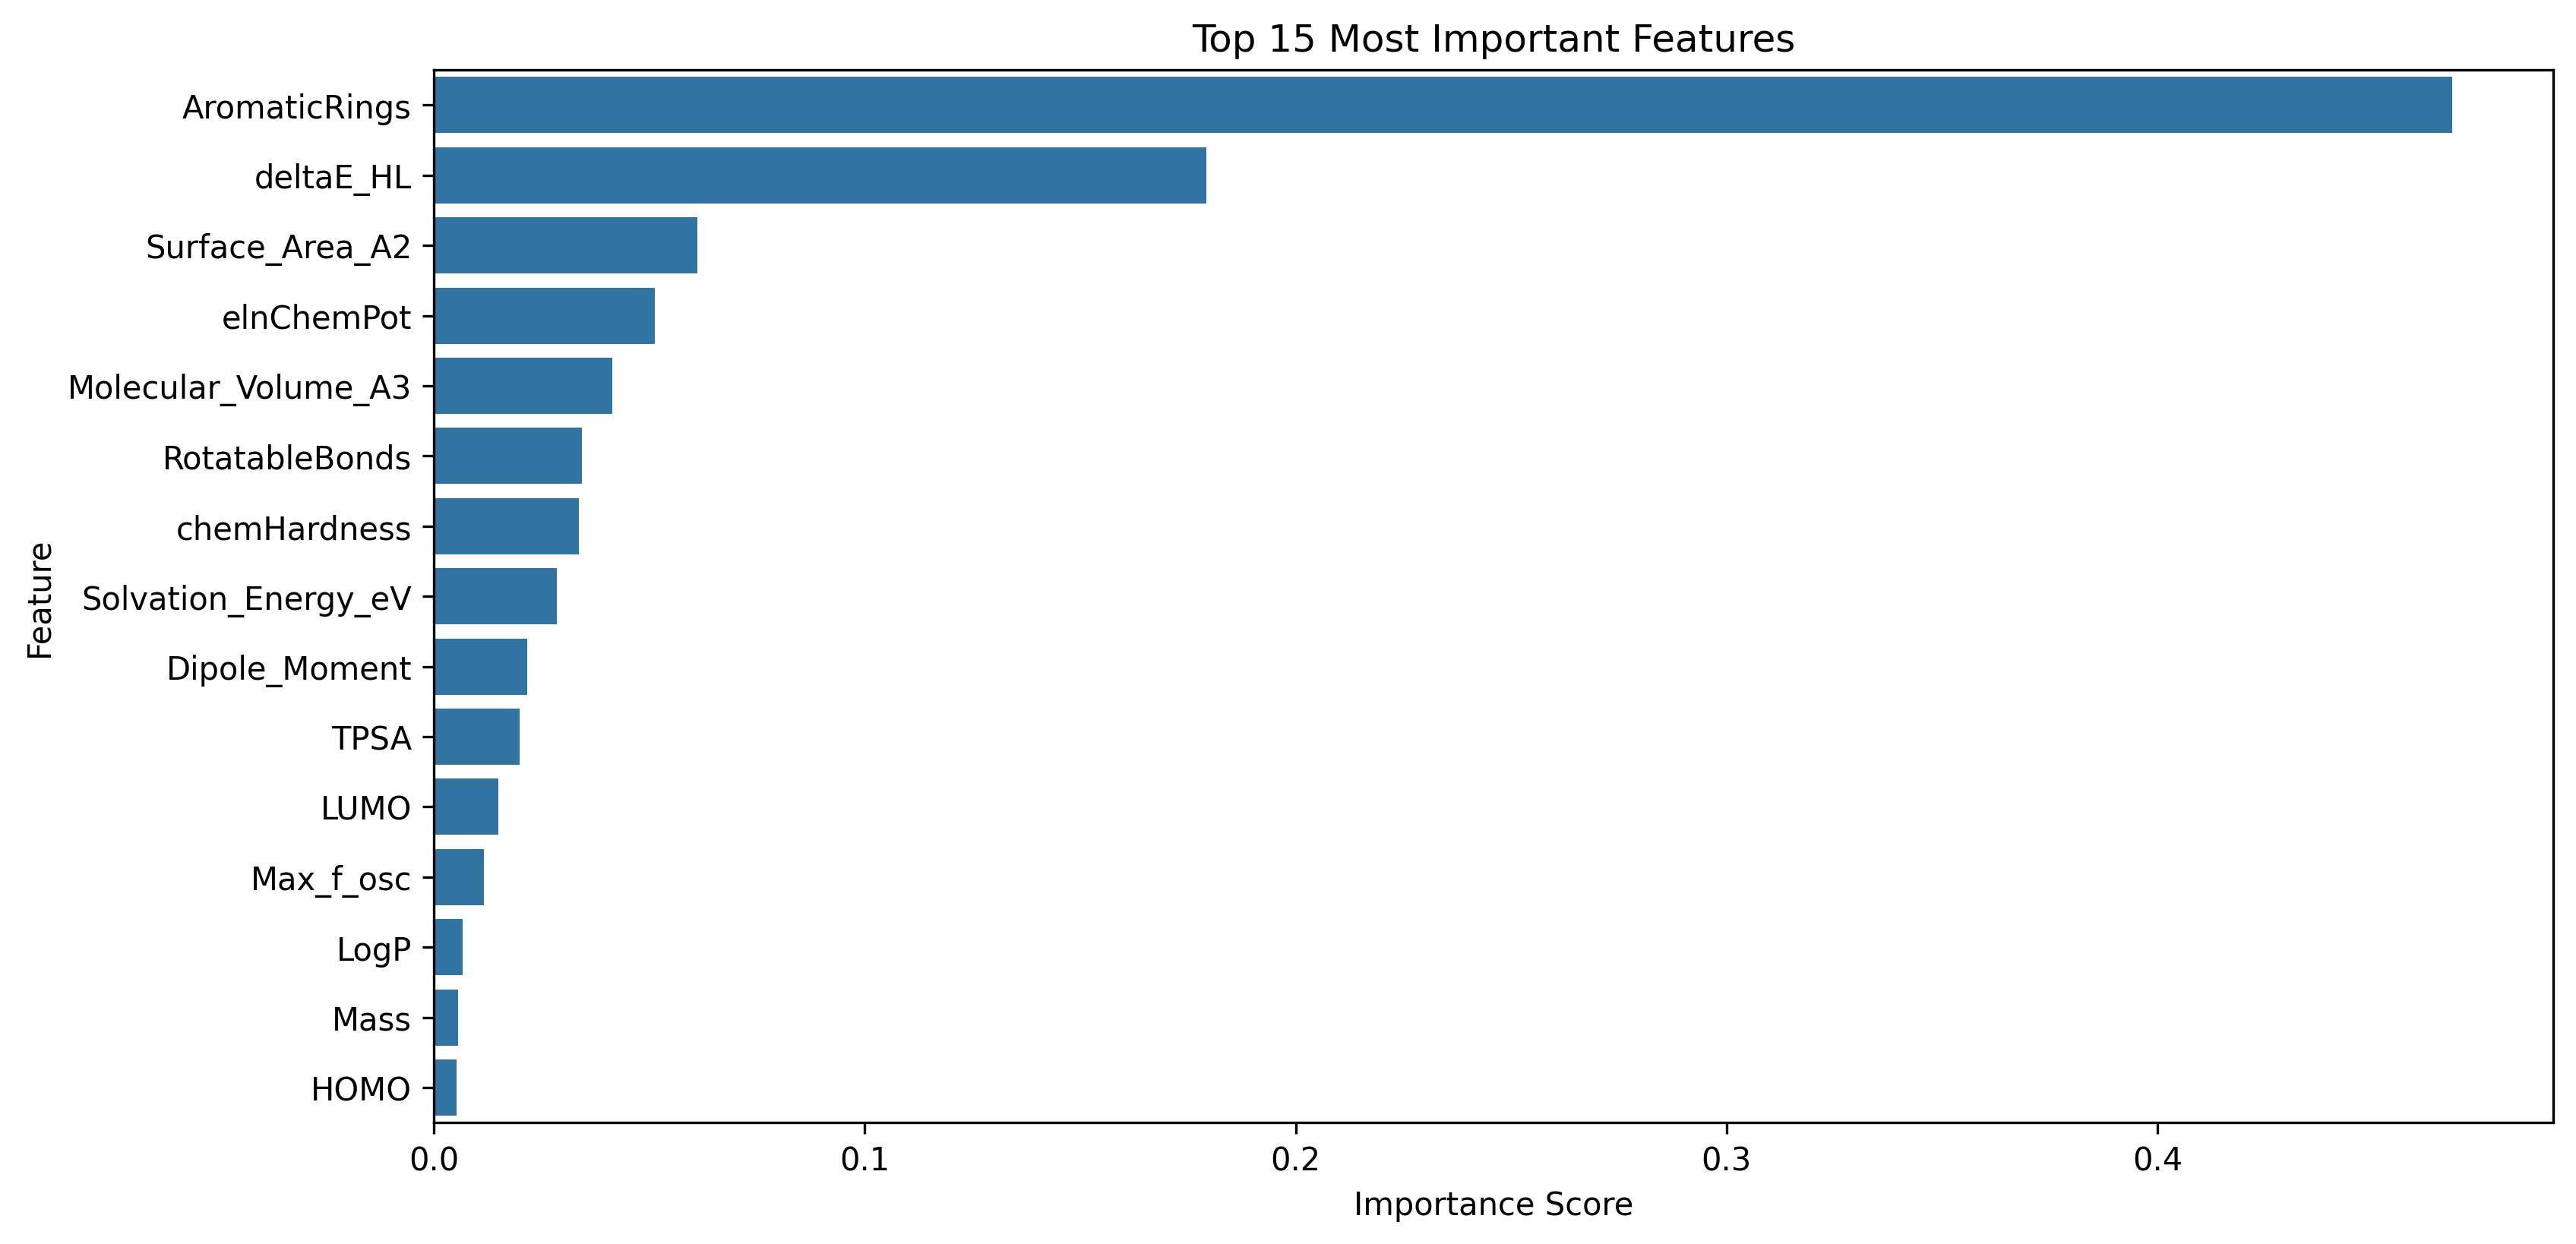 Top 15 Most Important Features
AromaticRings
deltaE_HL
Surface_Area_A2
elnChemPot
Molecular_Volume_A3
RotatableBonds
chemHardness
Solvation_Energy_eV
Dipole_Moment
TPSA
LUMO
Max_f_osc
LogP
Mass
HOMO
Feature
0.0 0.1 0.2 0.3 0.4
Importance Score